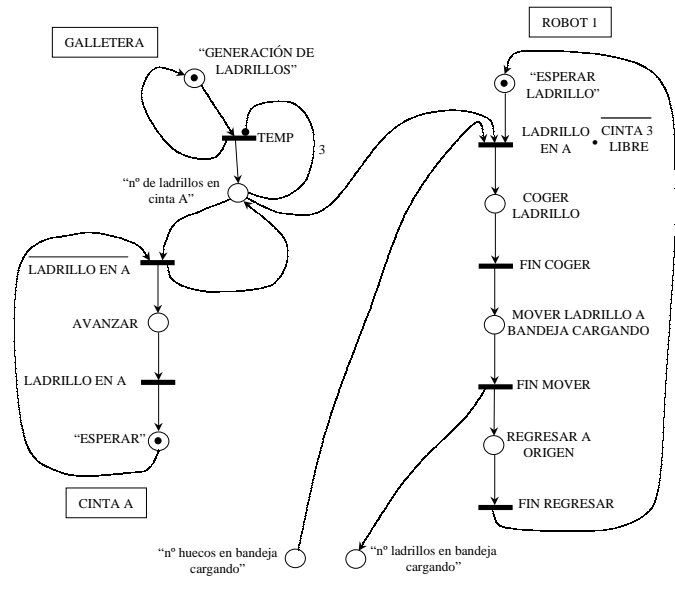 GALLETERA
"GENERACIÓN DE
LADRILLOS"
TEMP
3
"nº de ladrillos en
cinta A"
LADRILLO EN A
AVANZAR
LADRILLO EN A
"ESPERAR"
CINTA A
ROBOT 1
"ESPERAR
LADRILLO"
LADRILLO
EN A
•
CINTA 3
LIBRE
COGER
LADRILLO
FIN COGER
MOVER LADRILLO A
BANDEJA CARGANDO
FIN MOVER
REGRESAR A
ORIGEN
FIN REGRESAR
"nº huecos en bandeja
cargando"
"nº ladrillos en bandeja
cargando"